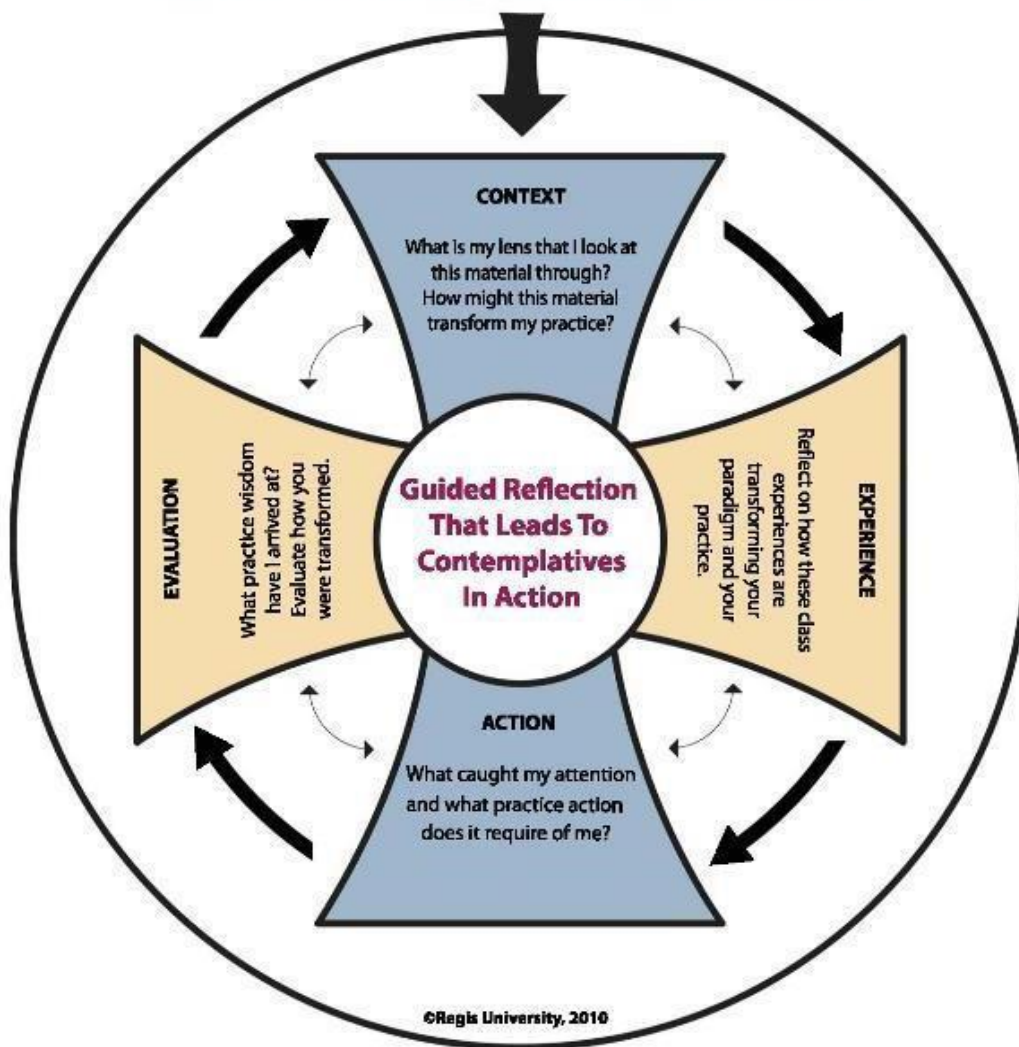 CONTEXT
What is my lens that I look at
this material through?
How might this material
transform my practice?
EXPERIENCE
Reflect on how these class
experiences are
transforming your
paradigm and your
practice.
Guided Reflection
That Leads To
Contemplatives
In Action
ACTION
What caught my attention
and what practice action
does it require of me?
EVALUATION
What practice wisdom
have I arrived at?
Evaluate how you
were transformed.
©Regis University, 2010